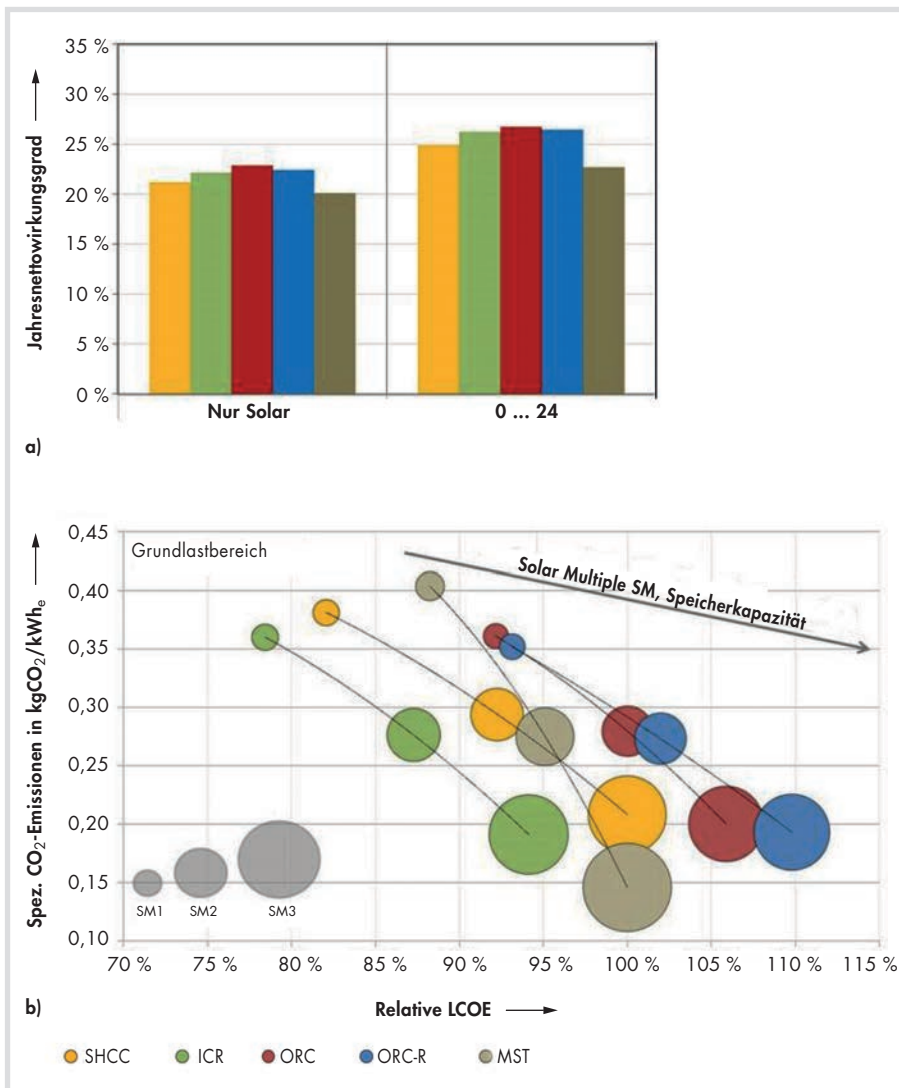 35 %
30 %
25 %
20 %
15 %
10 %
5 %
0 %
Jahresnettowirkungsgrad
Nur Solar
0 ... 24
a)
0,45
0,40
0,35
0,30
0,25
0,20
0,15
0,10
Spez. CO₂-Emissionen in kgCO₂/kWhₑ
Grundlastbereich
Solar Multiple SM, Speicherkapazität
SM1
SM2
SM3
70 %
75 %
80 %
85 %
90 %
95 %
100 %
105 %
110 %
115 %
b)
Relative LCOE
SHCC
ICR
ORC
ORC-R
MST